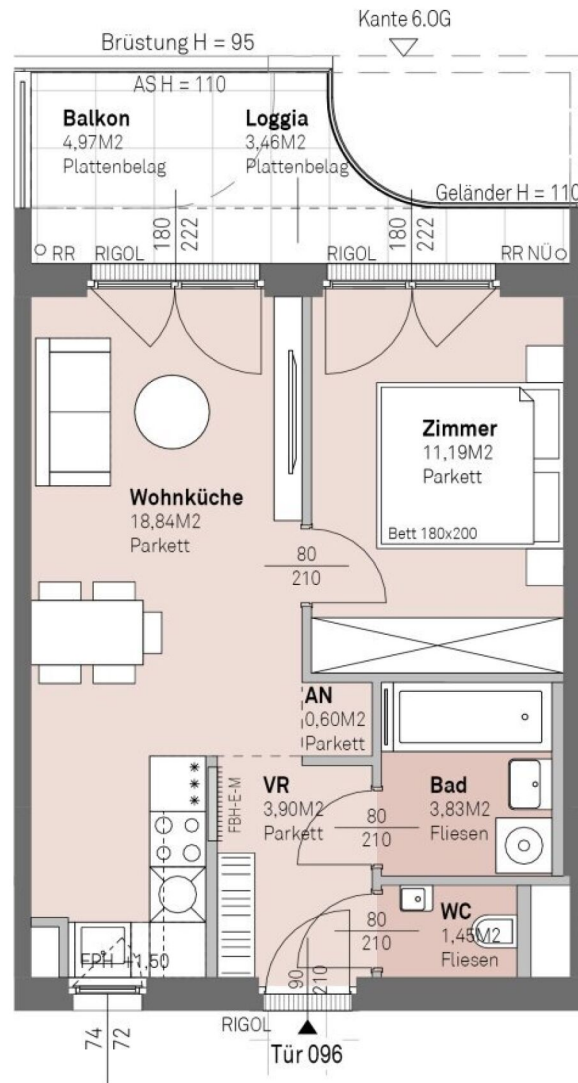 Kante 6.OG
Brüstung H = 95
AS H = 110
Balkon
4,97M2
Plattenbelag
Loggia
3,46M2
Plattenbelag
Geländer H = 110
RR
RIGOL
180
222
RIGOL
180
222
RR NÜ
Zimmer
11,19M2
Parkett
Bett 180x200
Wohnküche
18,84M2
Parkett
80
210
AN
0,60M2
Parkett
VR
3,90M2
Parkett
FBH-E-M
80
210
Bad
3,83M2
Fliesen
80
210
WC
1,45M2
Fliesen
FPH +1,50
90
210
74
72
RIGOL
Tür 096